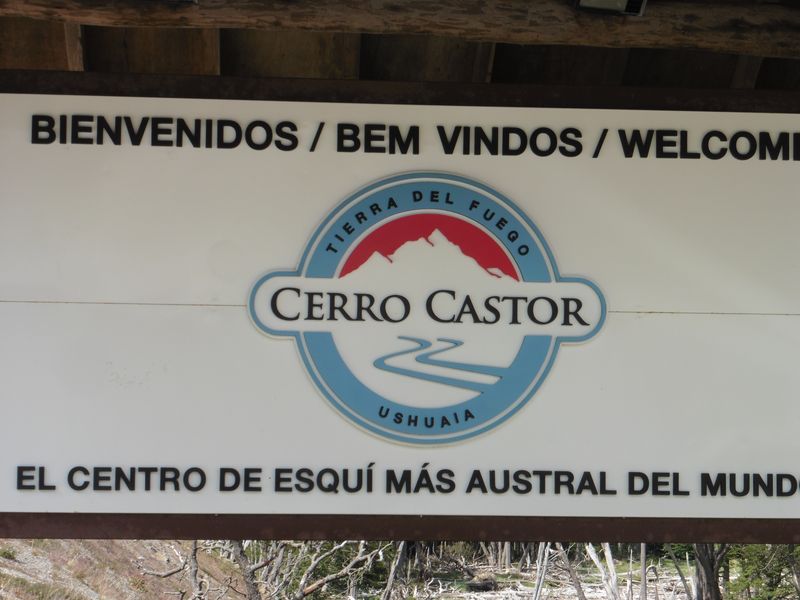 BIENVENIDOS / BEM VINDOS / WELCOME
TIERRA DEL FUEGO
CERRO CASTOR
USHUAIA
EL CENTRO DE ESQUÍ MÁS AUSTRAL DEL MUNDO